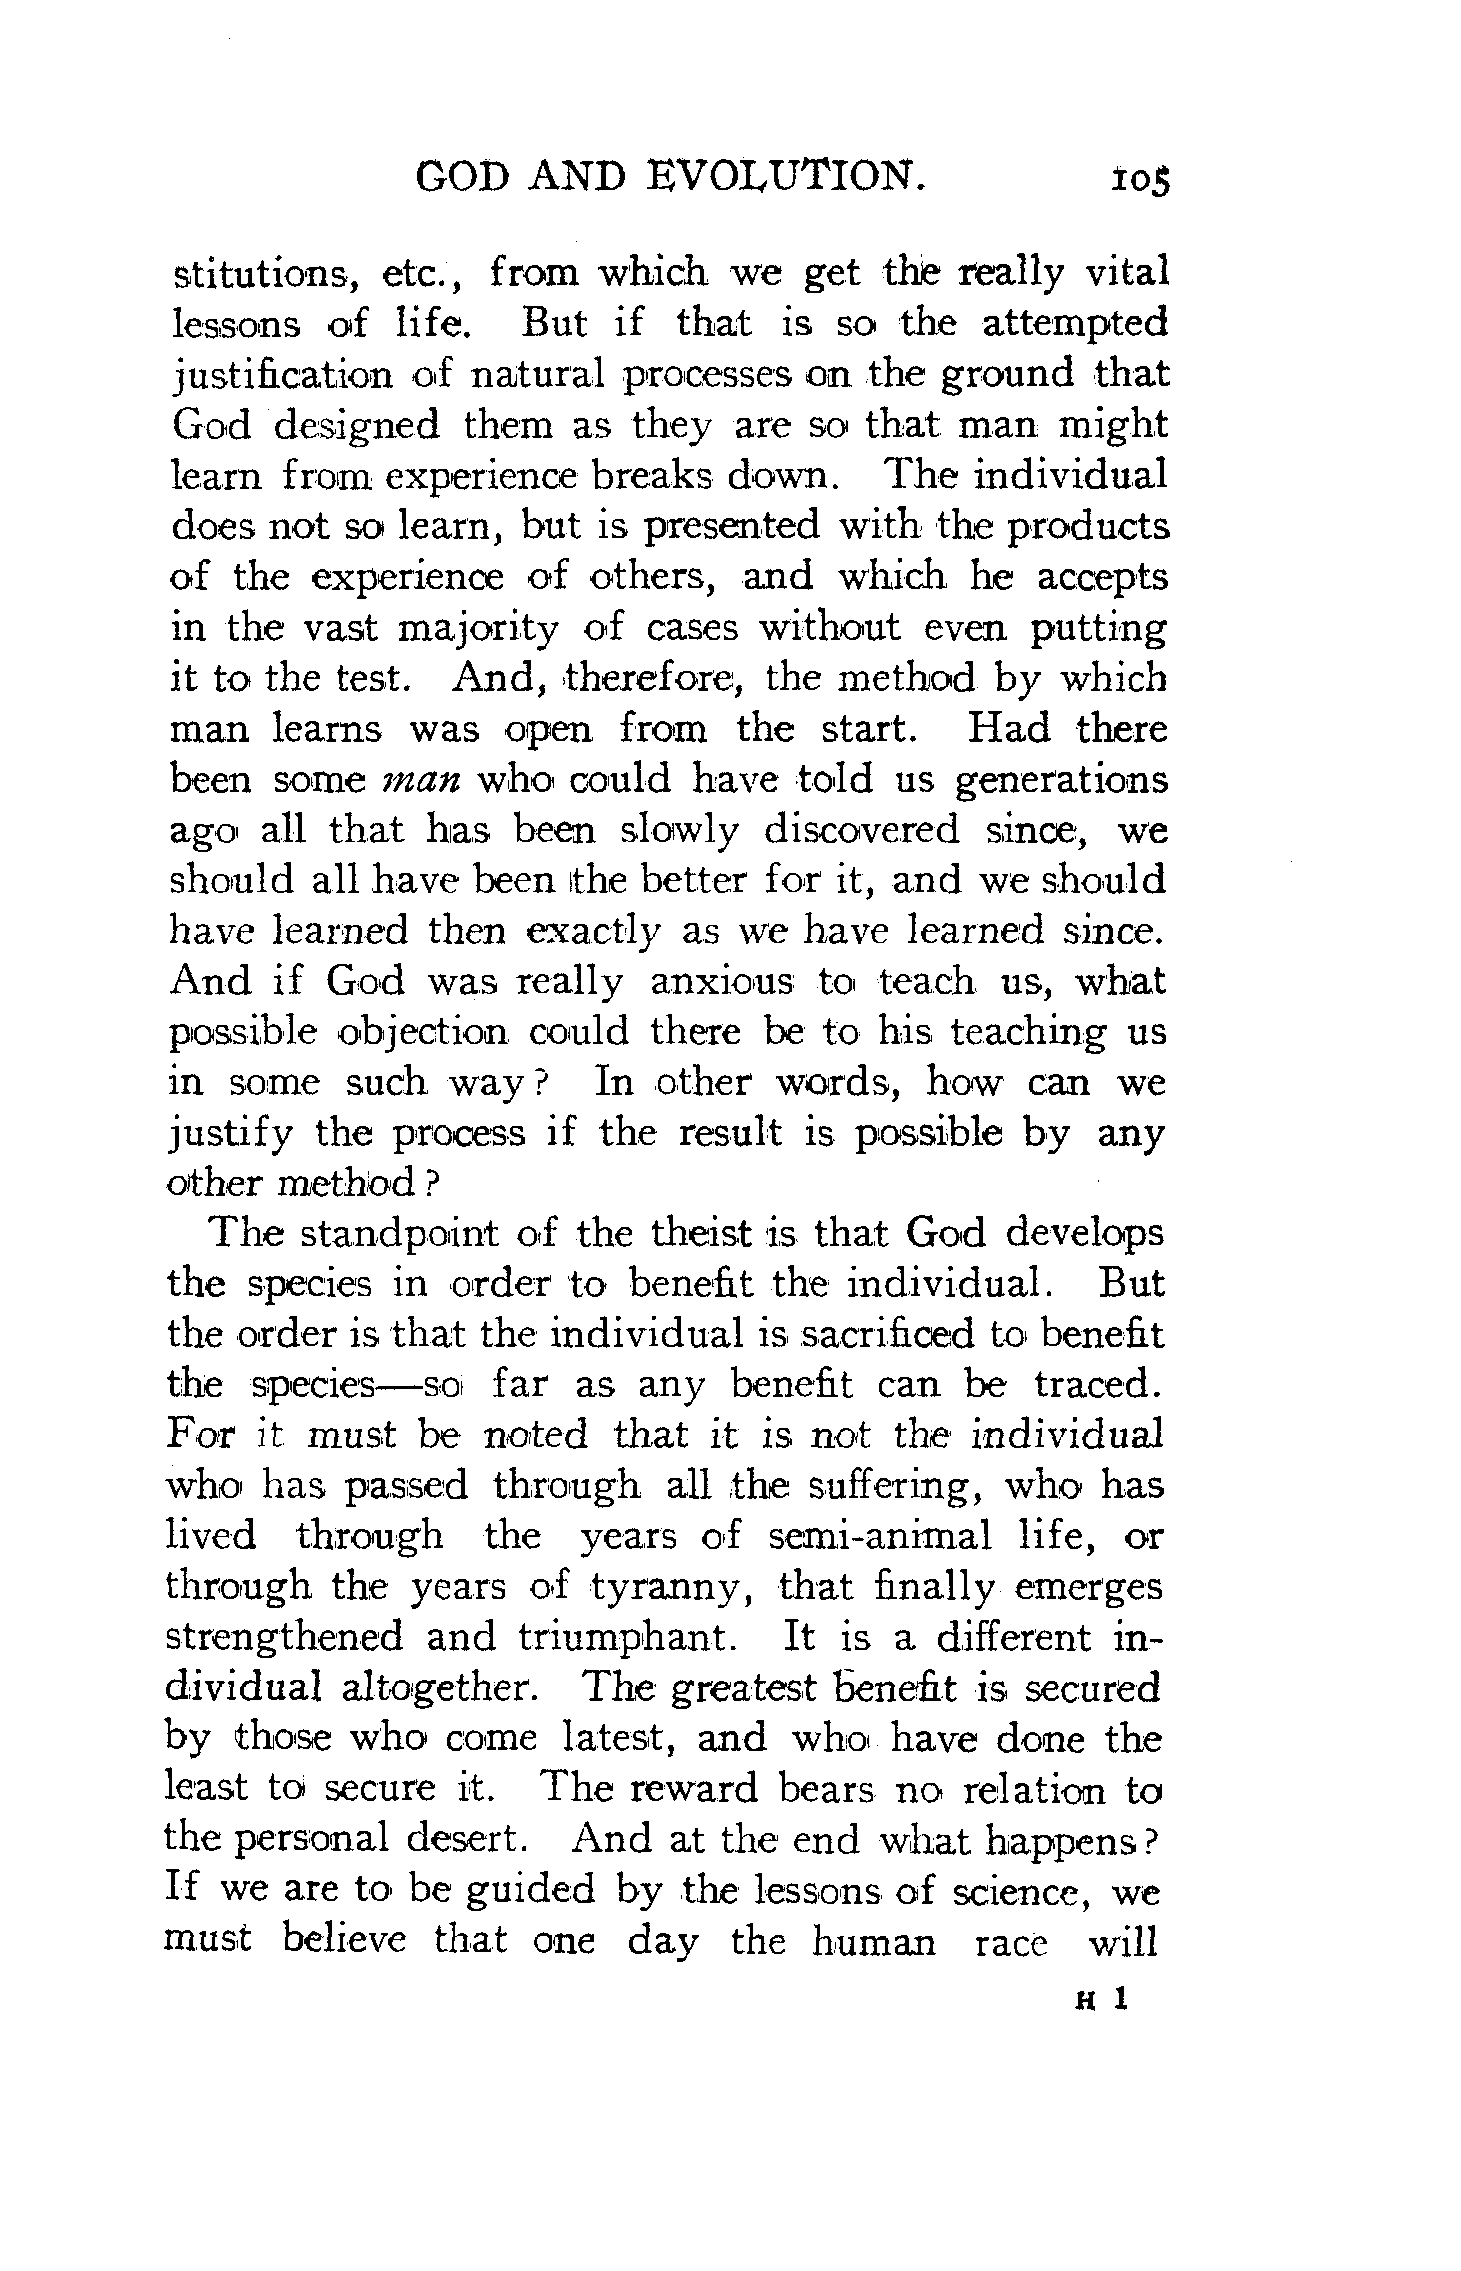 GOD AND EVOLUTION. 105
stitutions, etc., from which we get the really vital
lessons of life. But if that is so the attempted
justification of natural processes on the ground that
God designed them as they are so that man might
learn from experience breaks down. The individual
does not so learn, but is presented with the products
of the experience of others, and which he accepts
in the vast majority of cases without even putting
it to the test. And, therefore, the method by which
man learns was open from the start. Had there
been some man who could have told us generations
ago all that has been slowly discovered since, we
should all have been the better for it, and we should
have learned then exactly as we have learned since.
And if God was really anxious to teach us, what
possible objection could there be to his teaching us
in some such way? In other words, how can we
justify the process if the result is possible by any
other method?
The standpoint of the theist is that God develops
the species in order to benefit the individual. But
the order is that the individual is sacrificed to benefit
the species—so far as any benefit can be traced.
For it must be noted that it is not the individual
who has passed through all the suffering, who has
lived through the years of semi-animal life, or
through the years of tyranny, that finally emerges
strengthened and triumphant. It is a different in-
dividual altogether. The greatest benefit is secured
by those who come latest, and who have done the
least to secure it. The reward bears no relation to
the personal desert. And at the end what happens?
If we are to be guided by the lessons of science, we
must believe that one day the human race will
H 1